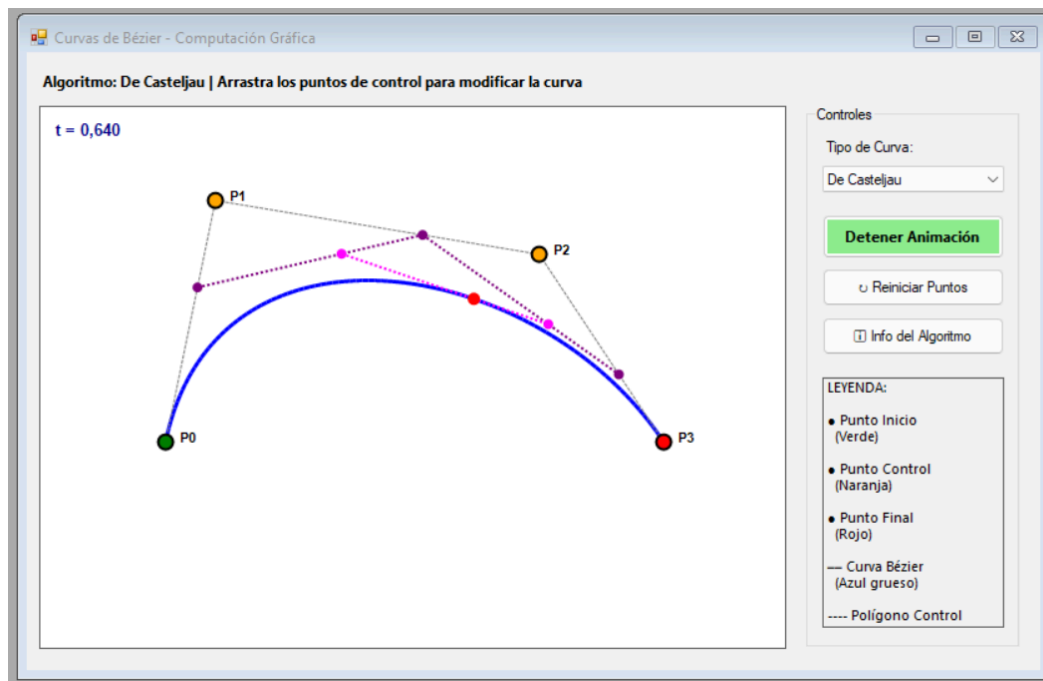 Curvas de Bézier - Computación Gráfica
Algoritmo: De Casteljau | Arrastra los puntos de control para modificar la curva
t = 0,640
P1
P2
P0
P3
Controles
Tipo de Curva:
De Casteljau
Detener Animación
↻ Reiniciar Puntos
ℹ Info del Algoritmo
LEYENDA:
● Punto Inicio
(Verde)
● Punto Control
(Naranja)
● Punto Final
(Rojo)
— Curva Bézier
(Azul grueso)
---- Polígono Control